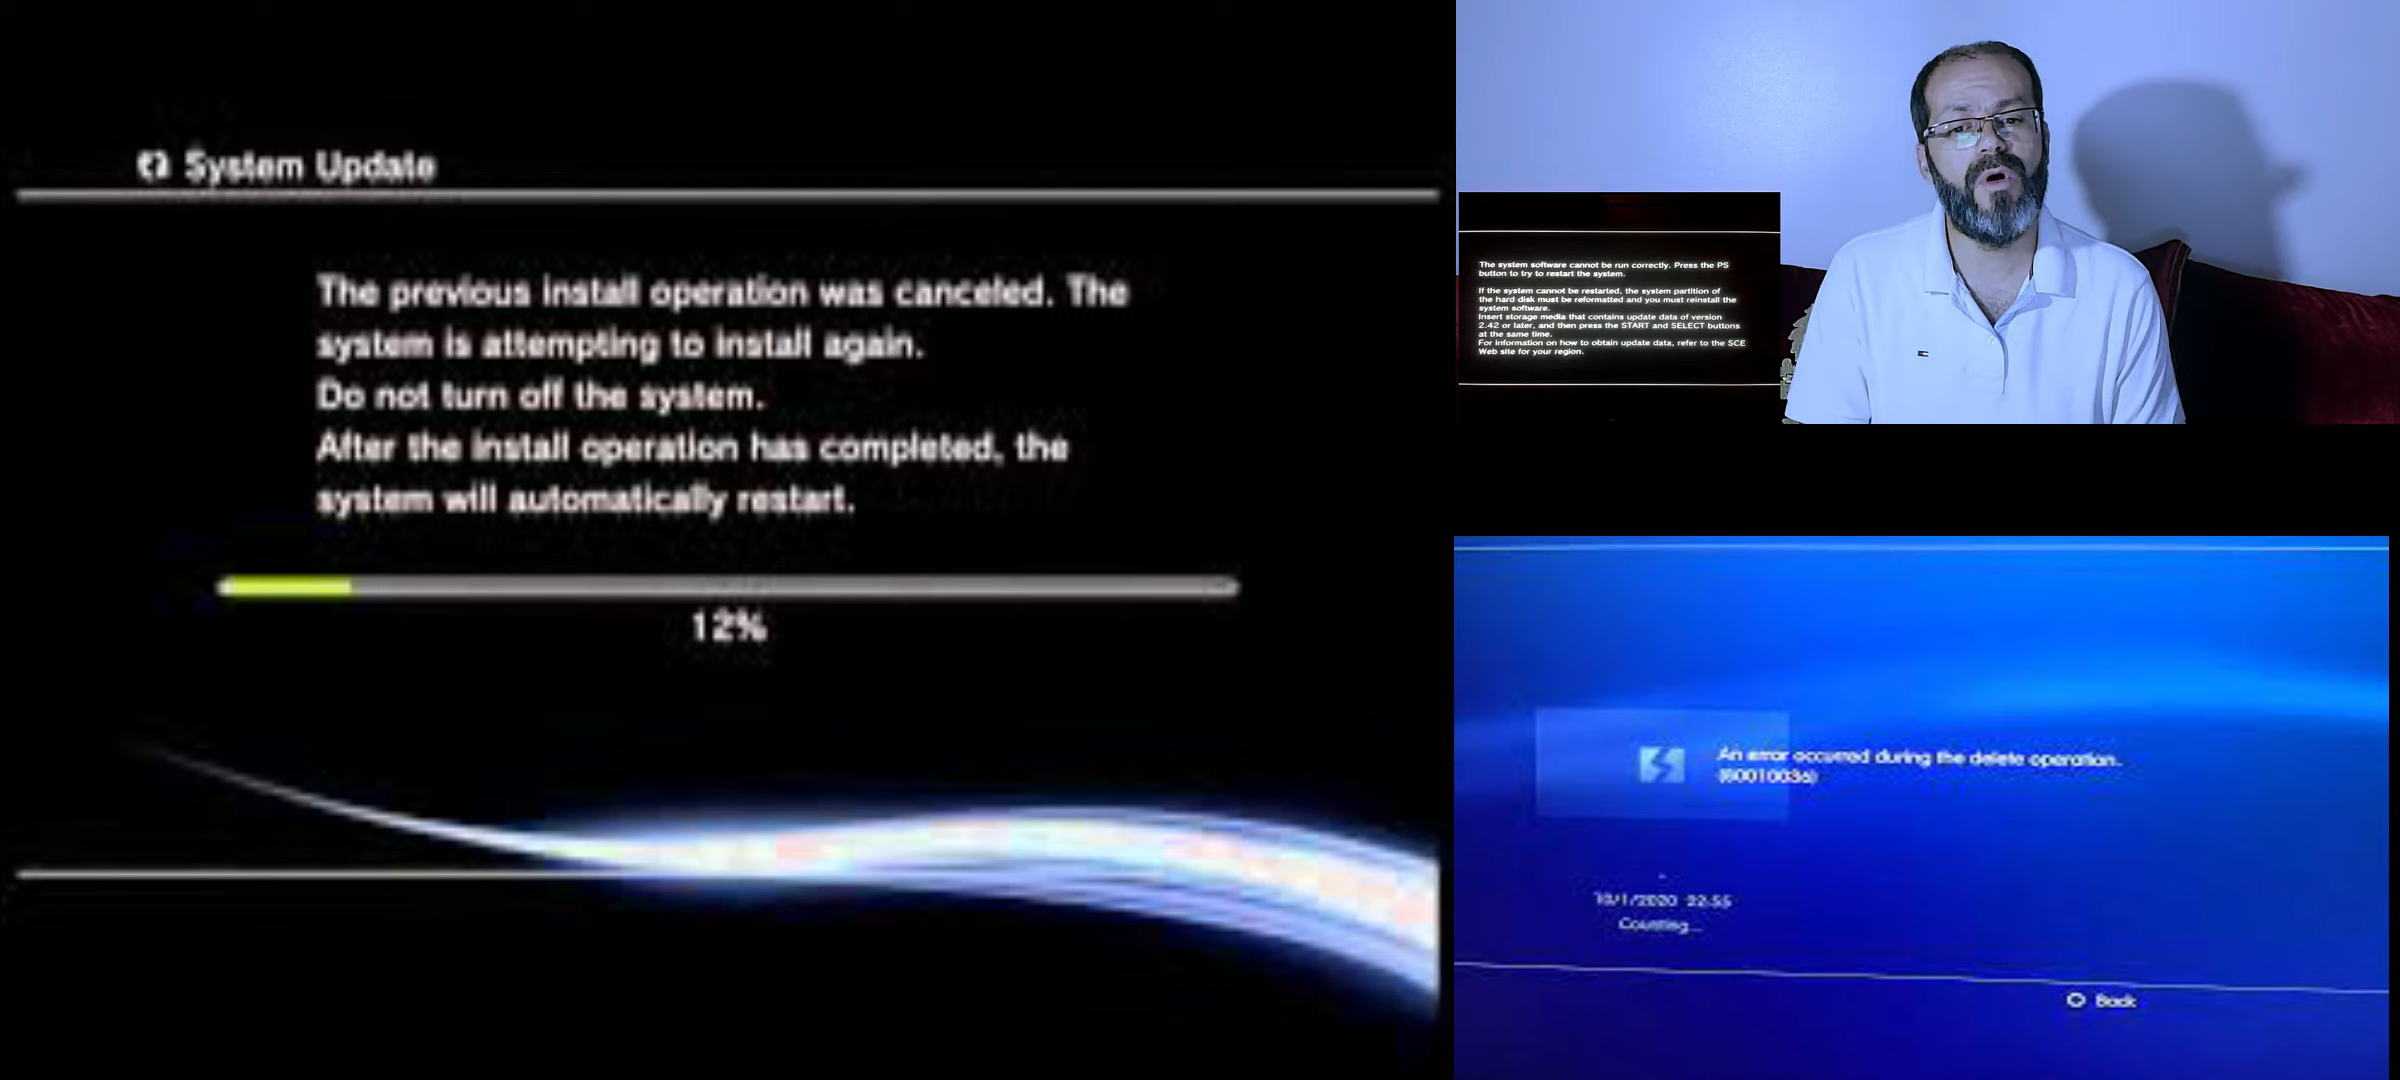 System Update
The previous install operation was canceled. The
system is attempting to install again.
Do not turn off the system.
After the install operation has completed, the
system will automatically restart.
12%
The system software cannot be run correctly. Press the PS
button to try to restart the system.
If the system cannot be restarted, the system partition of
the hard disk must be reformatted and you must reinstall the
system software.
Insert storage media that contains update data of version
2.42 or later, and then press the START and SELECT buttons
at the same time.
For information on how to obtain update data, refer to the SCE
Web site for your region.
An error occurred during the delete operation.
(80010036)
10/1/2020 22:55
Counting...
Back